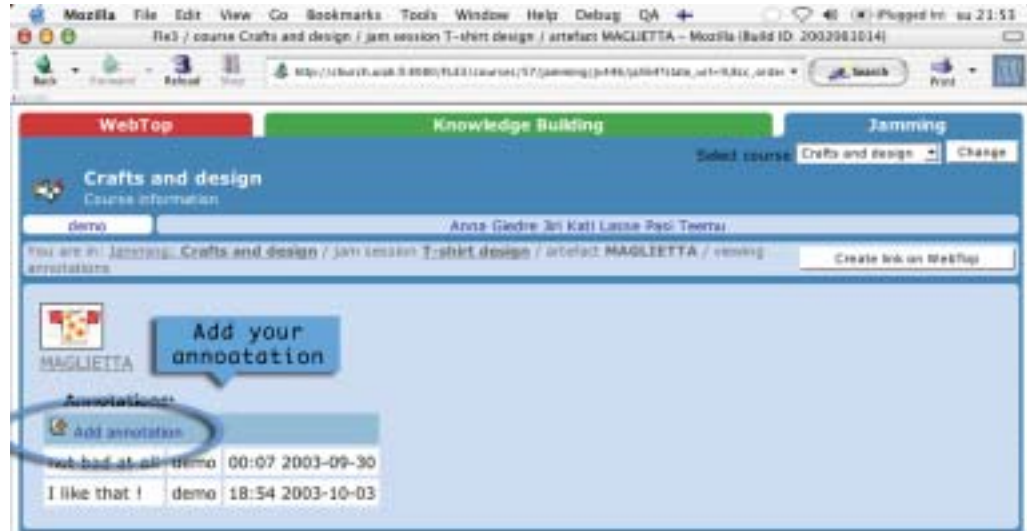 Mozilla File Edit View Go Bookmarks Tools Window Help Debug QA su 21:53
Fle3 / course Crafts and design / jam session T-shirt design / artefact MAGLIETTA – Mozilla (Build ID: 2002081014)
Back Forward Reload Stop Search Print
WebTop Knowledge Building Jamming
Select course: Crafts and design Change
Crafts and design
Course information
demo Anna Giedre Jiri Kati Lasse Pasi Teemu
You are in: Jamming: Crafts and design / jam session T-shirt design / artefact MAGLIETTA / viewing
annotations Create link on WebTop
Add your
annoatation
MAGLIETTA
Annotations:
Add annotation
not bad at all demo 00:07 2003-09-30
I like that ! demo 18:54 2003-10-03